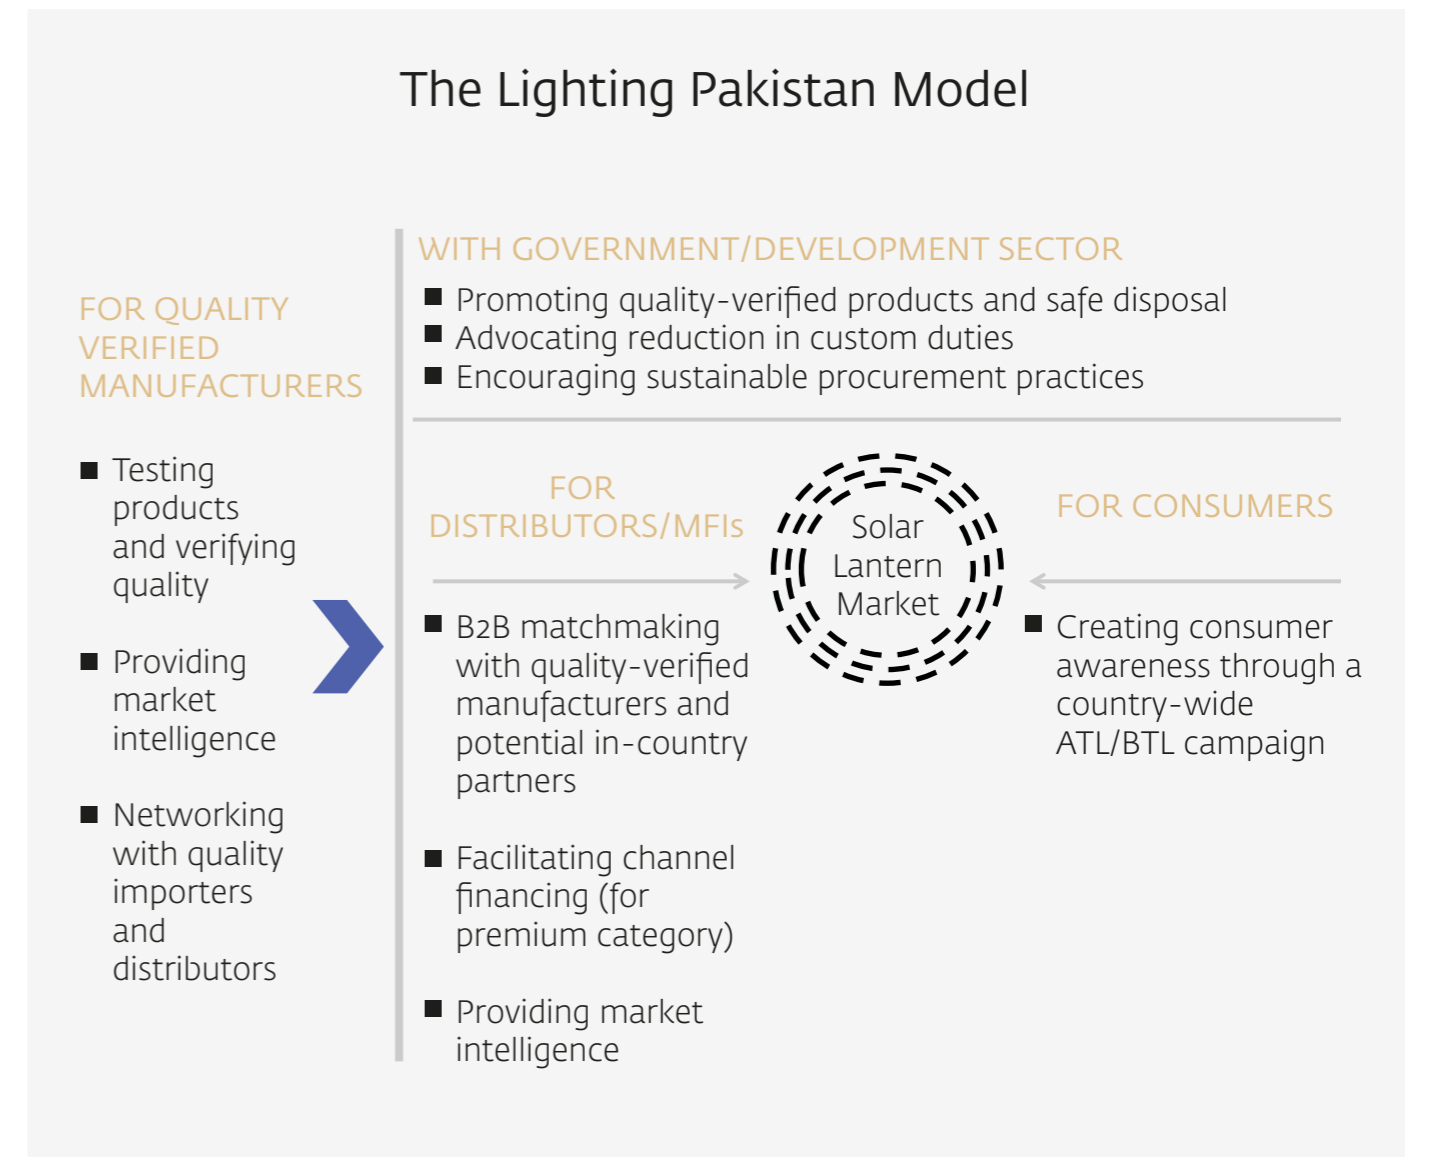 The Lighting Pakistan Model
FOR QUALITY
VERIFIED
MANUFACTURERS
Testing
products
and verifying
quality
Providing
market
intelligence
Networking
with quality
importers
and
distributors
WITH GOVERNMENT/DEVELOPMENT SECTOR
Promoting quality-verified products and safe disposal
Advocating reduction in custom duties
Encouraging sustainable procurement practices
FOR
DISTRIBUTORS/MFIs
B2B matchmaking
with quality-verified
manufacturers and
potential in-country
partners
Facilitating channel
financing (for
premium category)
Providing market
intelligence
Solar
Lantern
Market
FOR CONSUMERS
Creating consumer
awareness through a
country-wide
ATL/BTL campaign